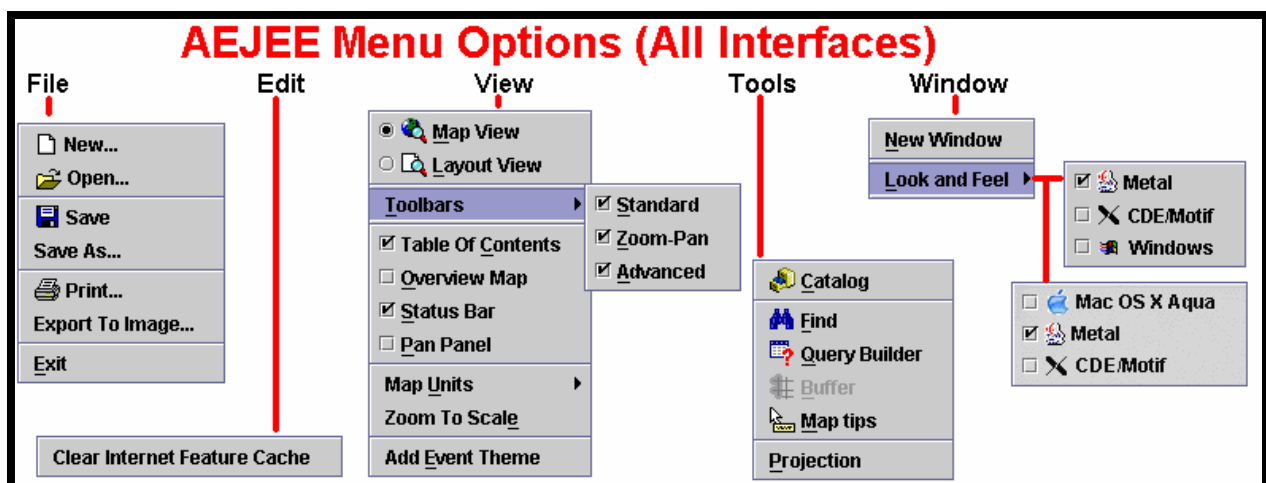 AEJEE Menu Options (All Interfaces)
File
Edit
View
Tools
Window
New...
Open...
Save
Save As...
Print...
Export To Image...
Exit
Clear Internet Feature Cache
Map View
Layout View
Toolbars
Table Of Contents
Overview Map
Status Bar
Pan Panel
Map Units
Zoom To Scale
Add Event Theme
Standard
Zoom-Pan
Advanced
Catalog
Find
Query Builder
Buffer
Map tips
Projection
New Window
Look and Feel
Metal
CDE/Motif
Windows
Mac OS X Aqua
Metal
CDE/Motif